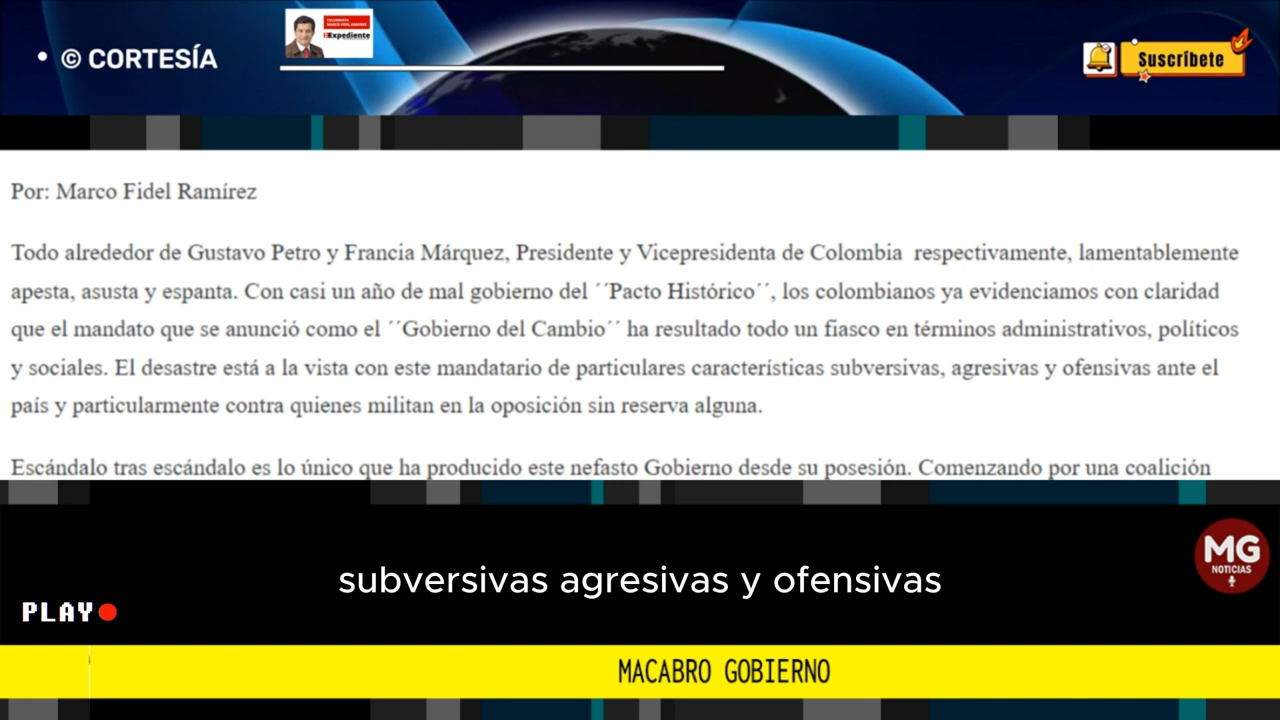 • © CORTESÍA
COLUMNISTA
MARCO FIDEL RAMIREZ
Expediente
Suscríbete
Por: Marco Fidel Ramírez
Todo alrededor de Gustavo Petro y Francia Márquez, Presidente y Vicepresidenta de Colombia respectivamente, lamentablemente
apesta, asusta y espanta. Con casi un año de mal gobierno del ´´Pacto Histórico´´, los colombianos ya evidenciamos con claridad
que el mandato que se anunció como el ´´Gobierno del Cambio´´ ha resultado todo un fiasco en términos administrativos, políticos
y sociales. El desastre está a la vista con este mandatario de particulares características subversivas, agresivas y ofensivas ante el
país y particularmente contra quienes militan en la oposición sin reserva alguna.
Escándalo tras escándalo es lo único que ha producido este nefasto Gobierno desde su posesión. Comenzando por una coalición
subversivas agresivas y ofensivas
MG
NOTICIAS
PLAY
MACABRO GOBIERNO